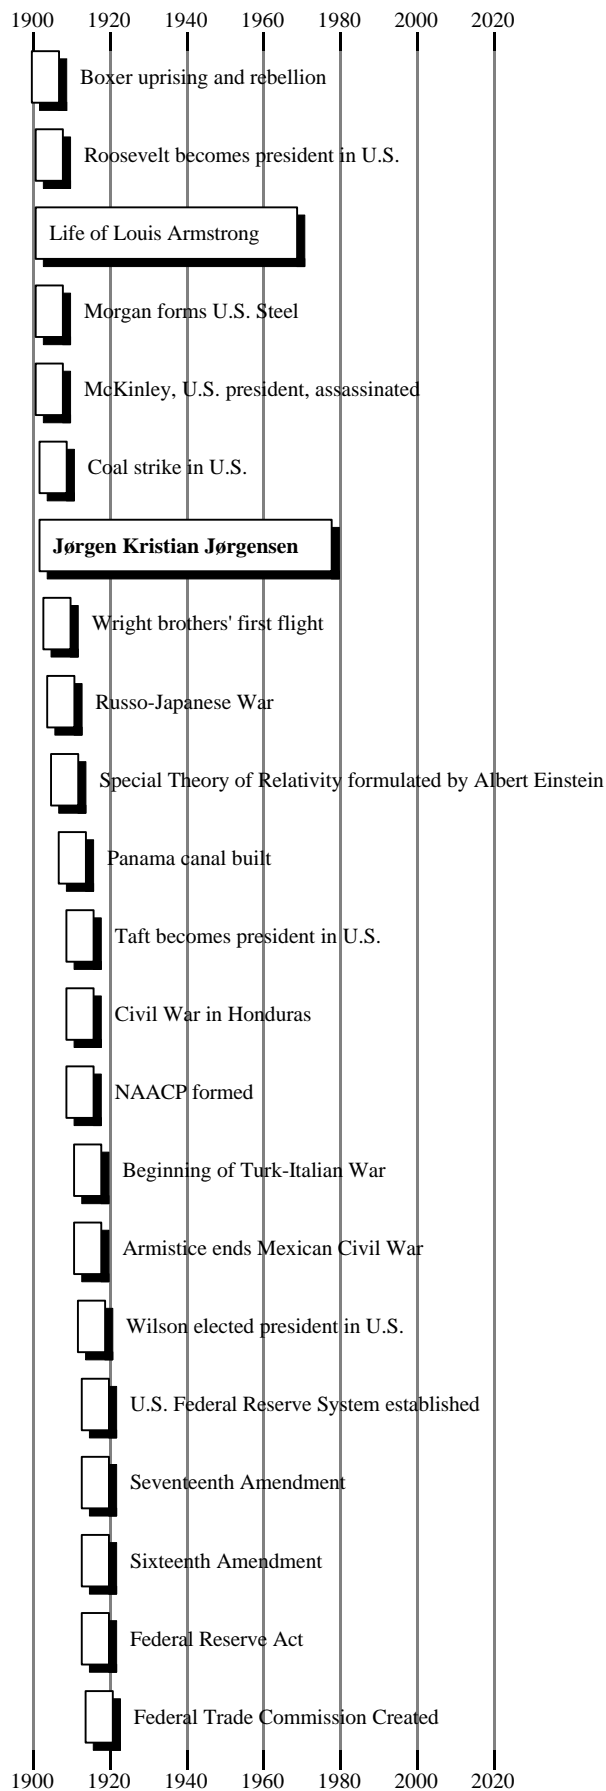 1900 1920 1940 1960 1980 2000 2020
Boxer uprising and rebellion
Roosevelt becomes president in U.S.
Life of Louis Armstrong
Morgan forms U.S. Steel
McKinley, U.S. president, assassinated
Coal strike in U.S.
Jørgen Kristian Jørgensen
Wright brothers' first flight
Russo-Japanese War
Special Theory of Relativity formulated by Albert Einstein
Panama canal built
Taft becomes president in U.S.
Civil War in Honduras
NAACP formed
Beginning of Turk-Italian War
Armistice ends Mexican Civil War
Wilson elected president in U.S.
U.S. Federal Reserve System established
Seventeenth Amendment
Sixteenth Amendment
Federal Reserve Act
Federal Trade Commission Created
1900 1920 1940 1960 1980 2000 2020